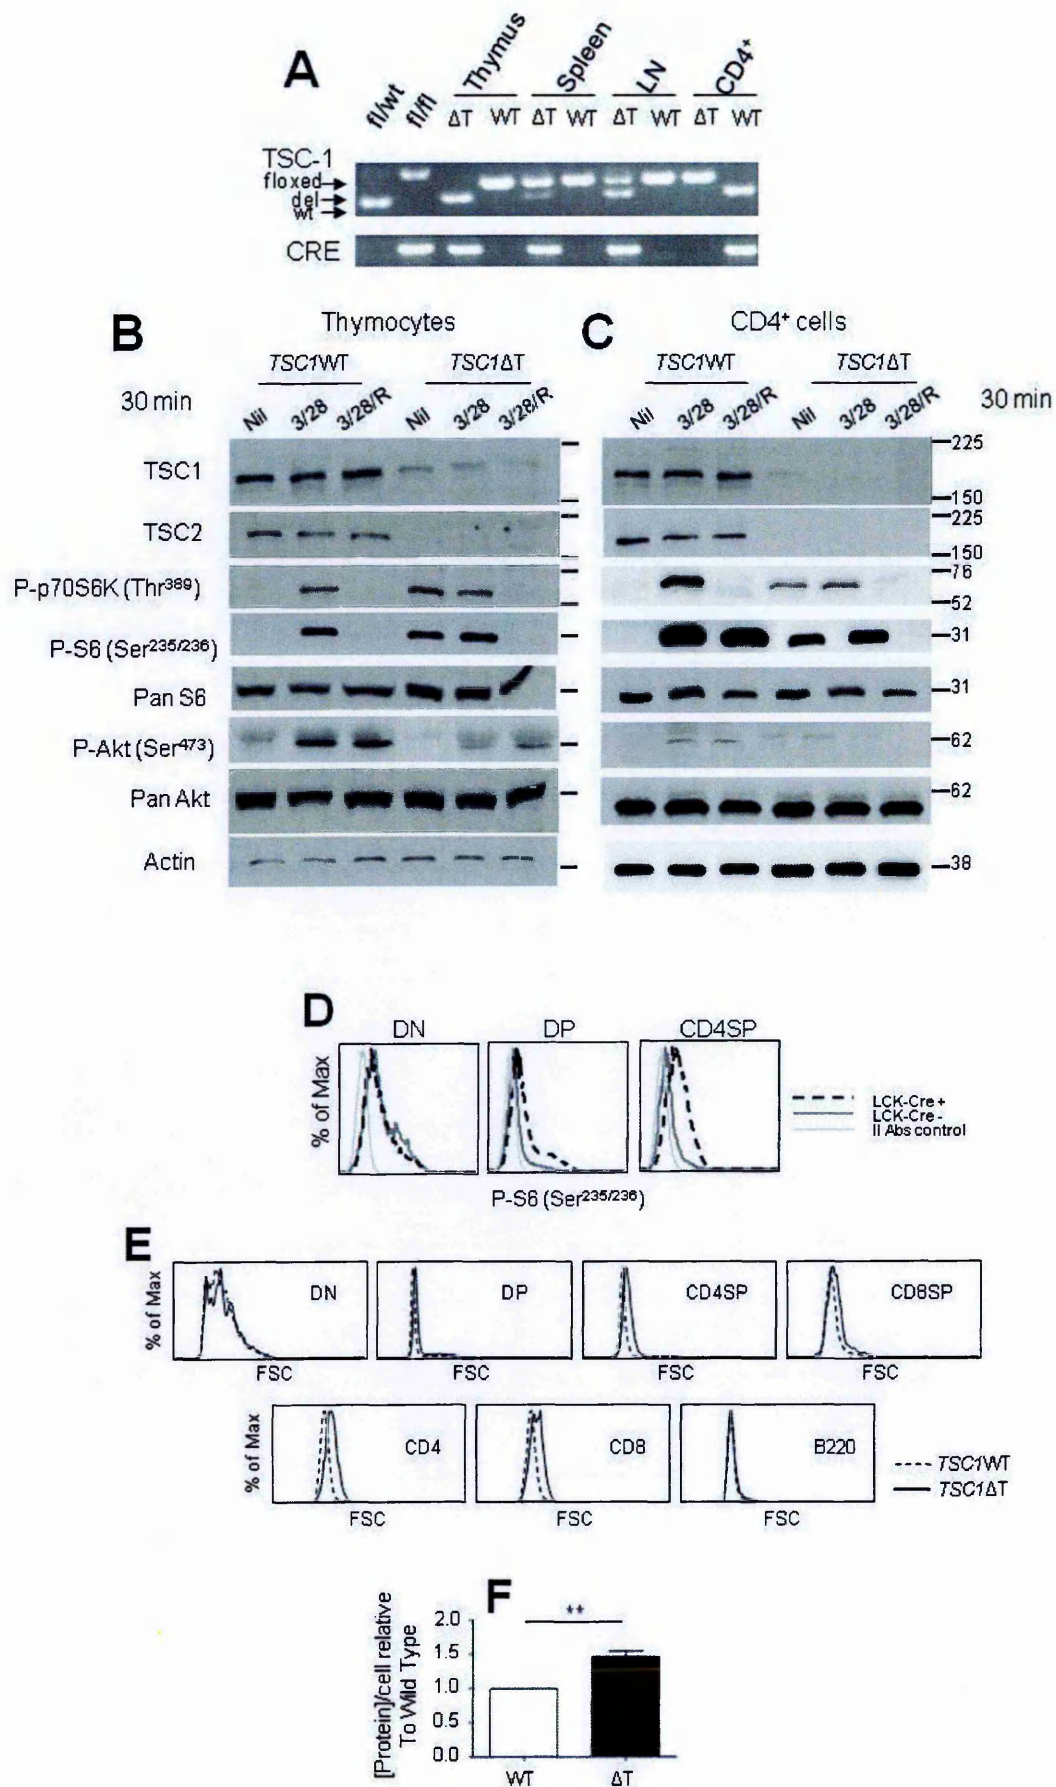 A
Thymus Spleen LN CD4⁺
fl/wt fl/fl ΔT WT ΔT WT ΔT WT ΔT WT
TSC-1
floxed
del
wt
CRE
B Thymocytes
TSC1WT TSC1ΔT
30 min
Nil 3/28 3/28/R Nil 3/28 3/28/R
C CD4⁺ cells
TSC1WT TSC1ΔT
Nil 3/28 3/28/R Nil 3/28 3/28/R
30 min
TSC1
225
150
TSC2
225
150
P-p70S6K (Thr³⁸⁹)
76
52
P-S6 (Ser²³⁵/²³⁶)
31
Pan S6
31
P-Akt (Ser⁴⁷³)
62
Pan Akt
62
Actin
38
D
DN DP CD4SP
% of Max
LCK-Cre+
LCK-Cre-
II Abs control
P-S6 (Ser²³⁵/²³⁶)
E
% of Max
DN DP CD4SP CD8SP
FSC FSC FSC FSC
% of Max
CD4 CD8 B220
TSC1WT
TSC1ΔT
FSC FSC FSC
F
**
[Protein]/cell relative
To Wild Type
2.0
1.5
1.0
0.5
0.0
WT ΔT